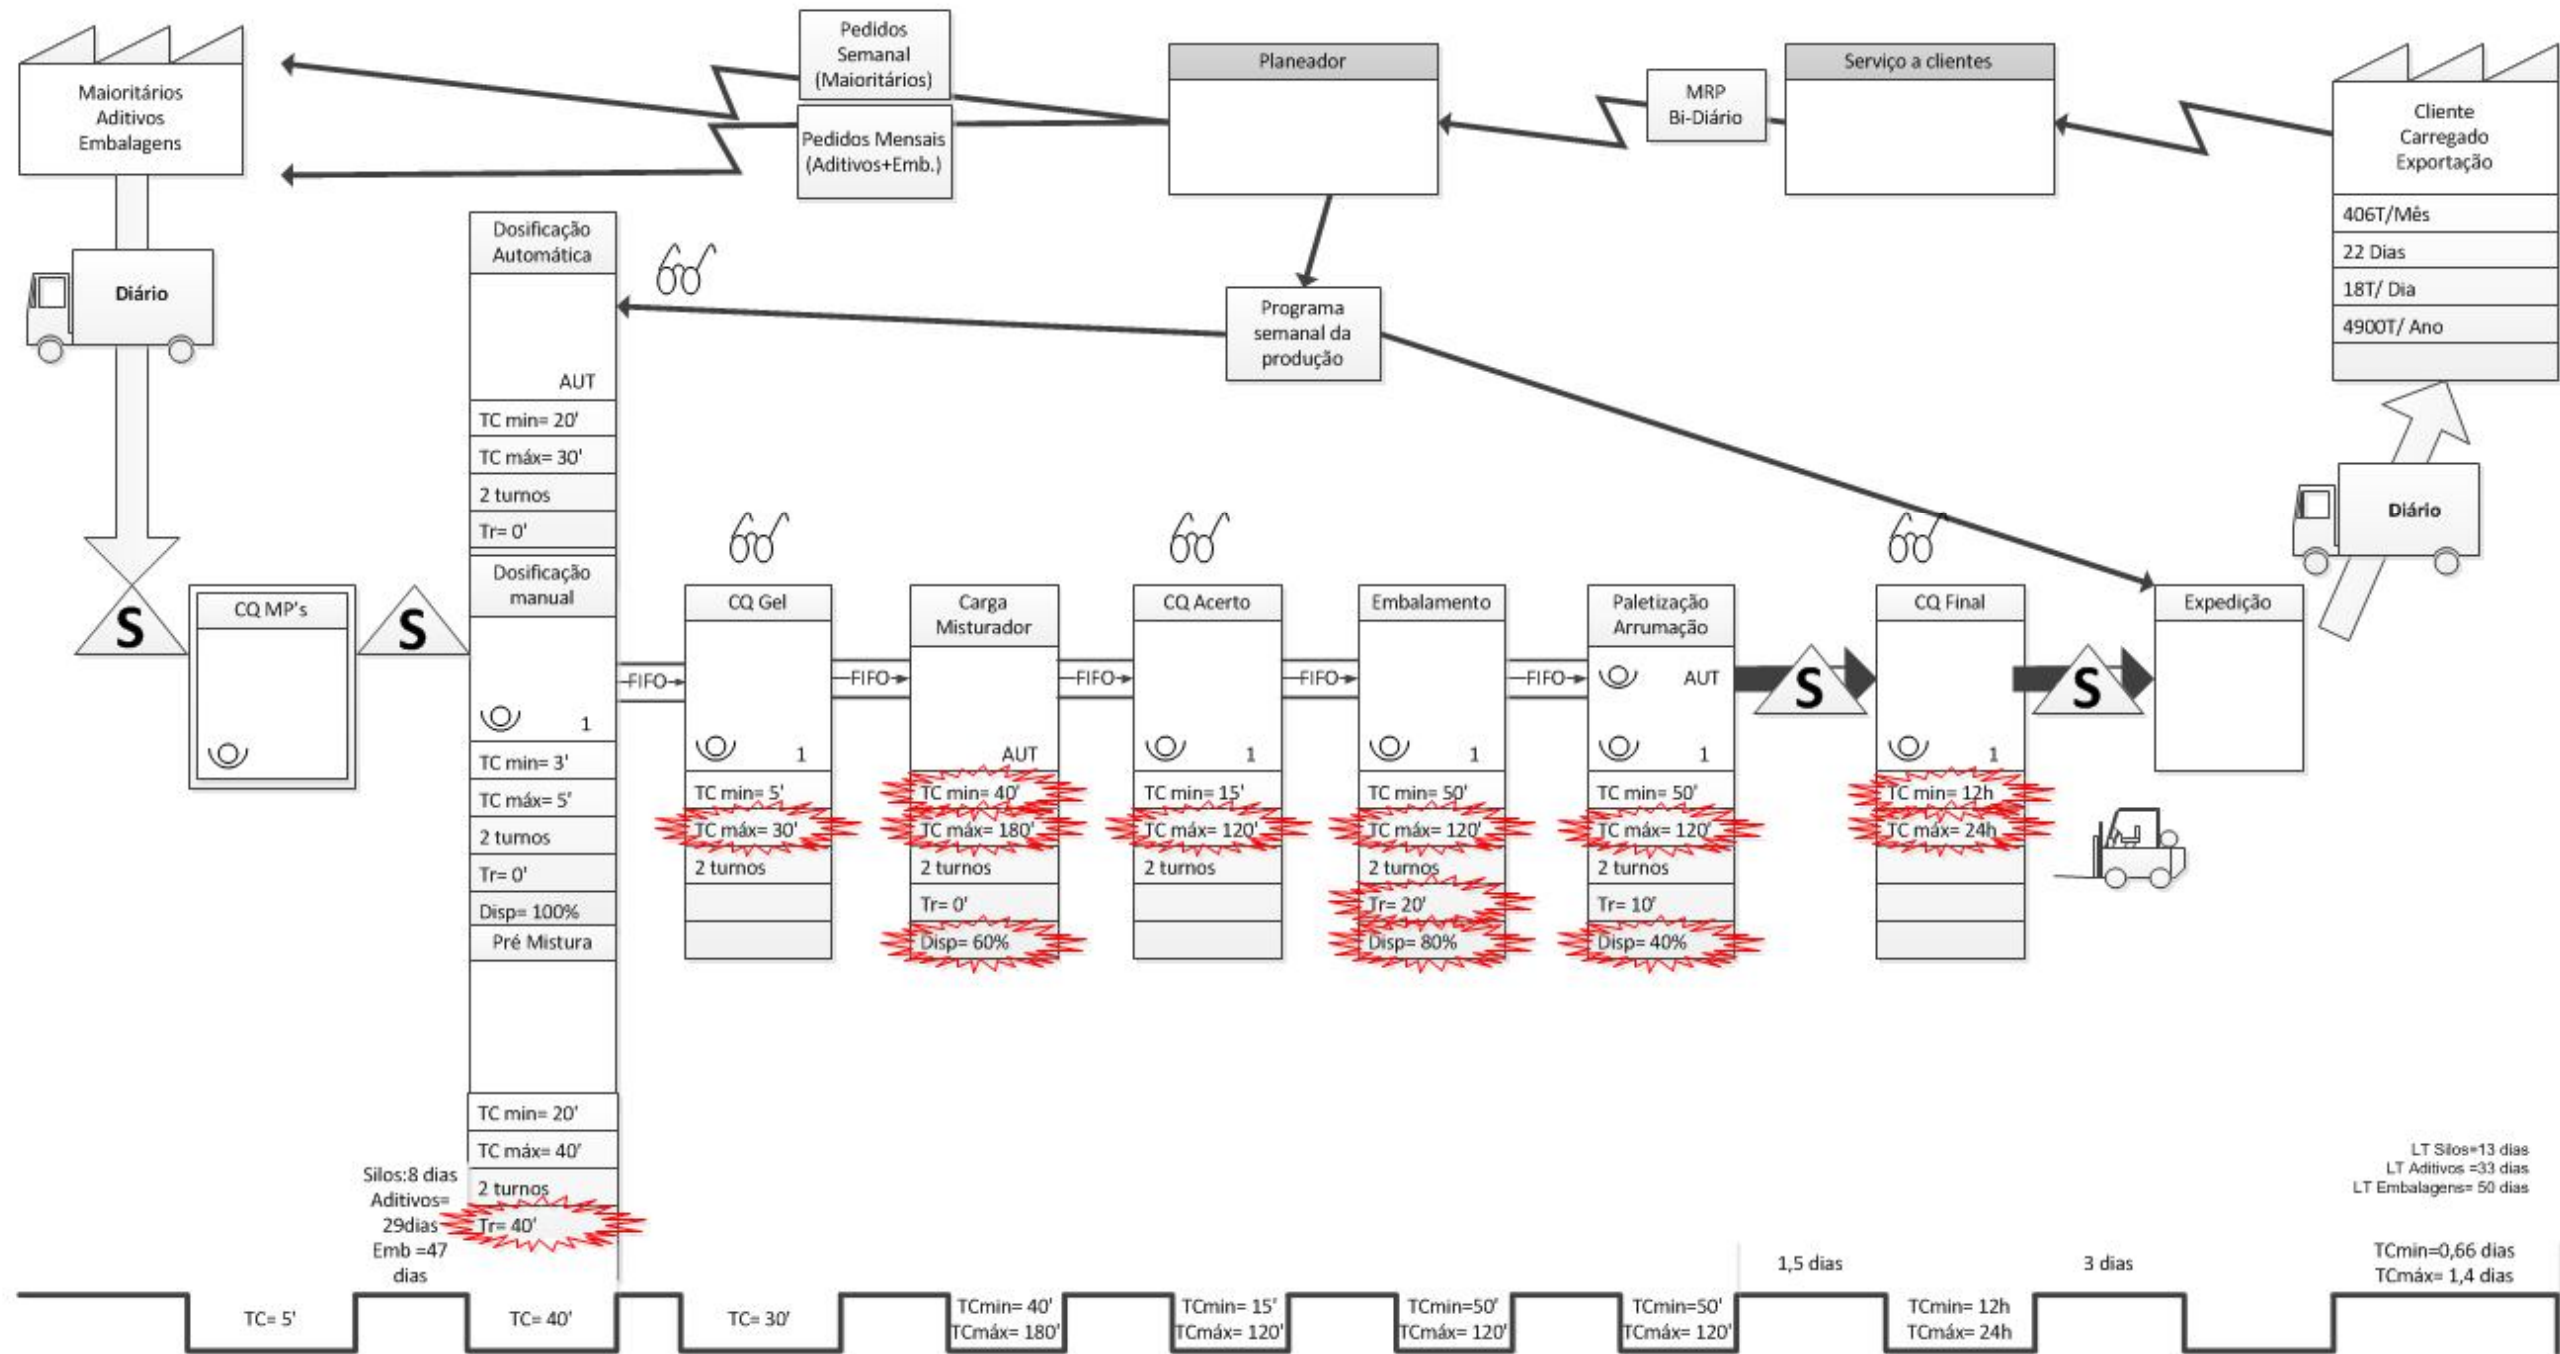 Maioritários
Aditivos
Embalagens
Pedidos
Semanal
(Maioritários)
Pedidos Mensais
(Aditivos+Emb.)
Planeador
MRP
Bi-Diário
Serviço a clientes
Cliente
Carregado
Exportação
406T/Mês
22 Dias
18T/ Dia
4900T/ Ano
Diário
Programa
semanal da
produção
Diário
S
CQ MP's
S
Dosificação
Automática
AUT
TC min= 20'
TC máx= 30'
2 turnos
Tr= 0'
Dosificação
manual
1
TC min= 3'
TC máx= 5'
2 turnos
Tr= 0'
Disp= 100%
Pré Mistura
TC min= 20'
TC máx= 40'
2 turnos
Tr= 40'
FIFO
CQ Gel
1
TC min= 5'
TC máx= 30'
2 turnos
FIFO
Carga
Misturador
AUT
TC min= 40'
TC máx= 180'
2 turnos
Tr= 0'
Disp= 60%
FIFO
CQ Acerto
1
TC min= 15'
TC máx= 120'
2 turnos
FIFO
Embalamento
1
TC min= 50'
TC máx= 120'
2 turnos
Tr= 20'
Disp= 80%
FIFO
Paletização
Arrumação
AUT
1
TC min= 50'
TC máx= 120'
2 turnos
Tr= 10'
Disp= 40%
S
CQ Final
1
TC min= 12h
TC máx= 24h
S
Expedição
Silos:8 dias
Aditivos=
29dias
Emb =47
dias
LT Silos=13 dias
LT Aditivos =33 dias
LT Embalagens= 50 dias
TC= 5'
TC= 40'
TC= 30'
TCmin= 40'
TCmáx= 180'
TCmin= 15'
TCmáx= 120'
TCmin=50'
TCmáx= 120'
TCmin=50'
TCmáx= 120'
1,5 dias
TCmin= 12h
TCmáx= 24h
3 dias
TCmin=0,66 dias
TCmáx= 1,4 dias